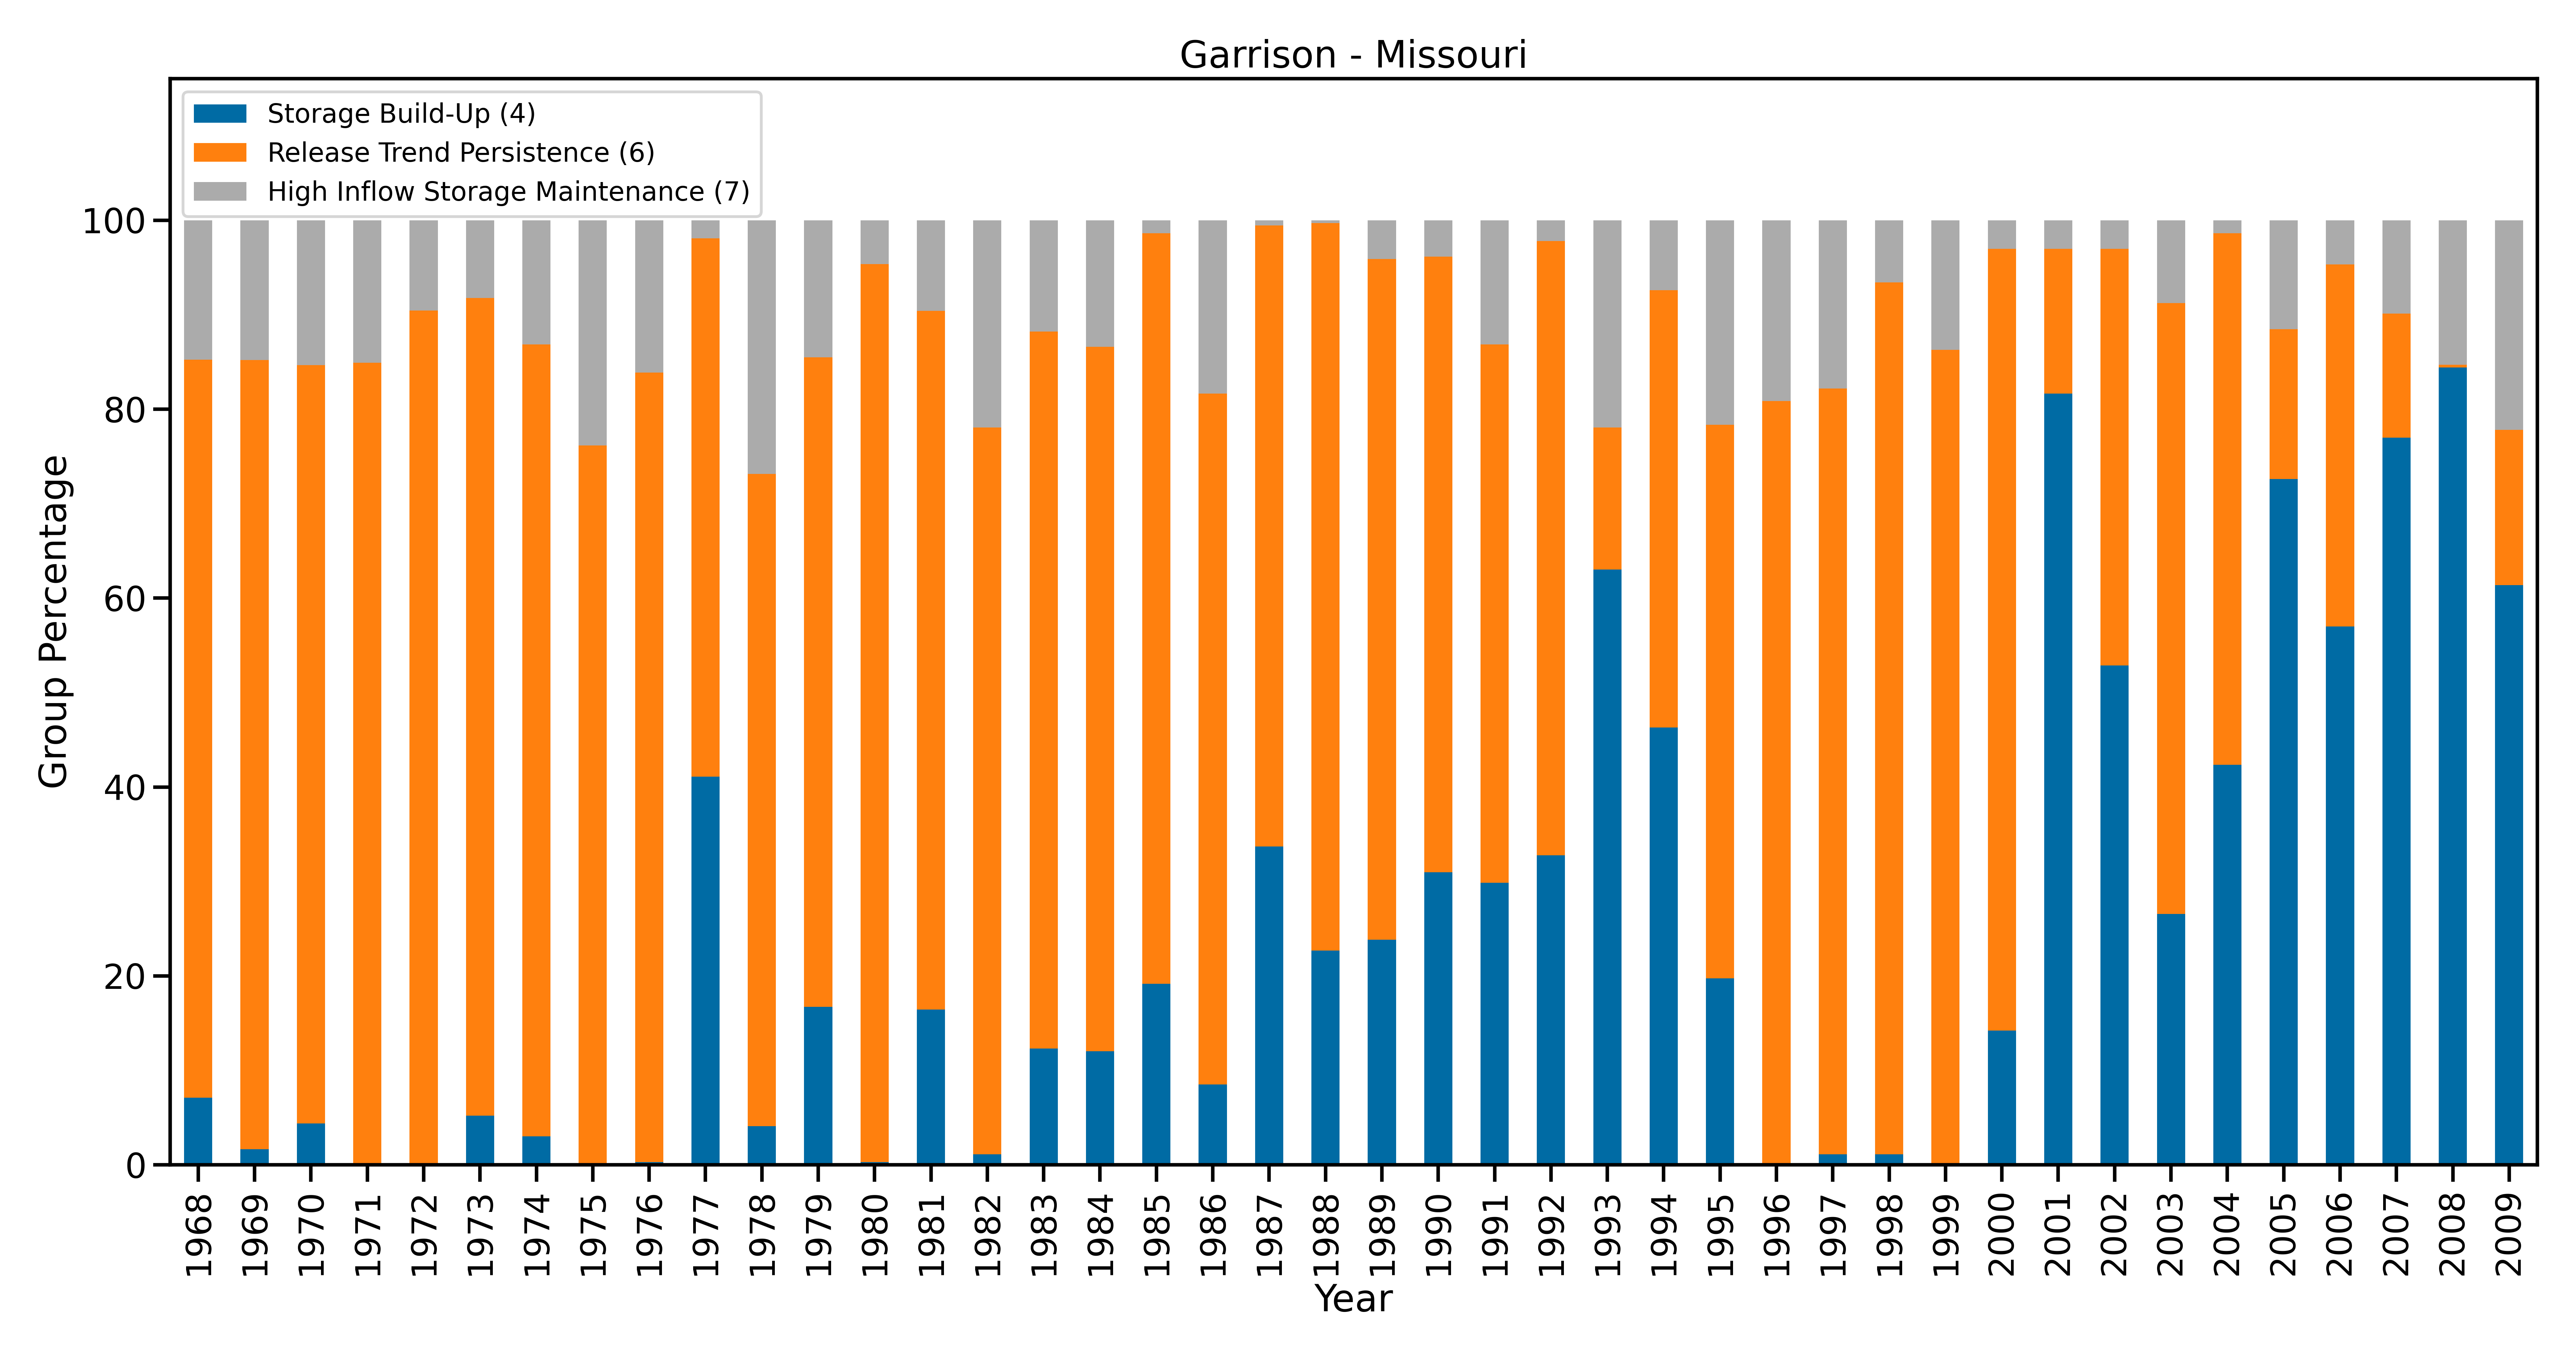 Garrison - Missouri
Storage Build-Up (4)
Release Trend Persistence (6)
High Inflow Storage Maintenance (7)
100
80
60
40
20
0
Group Percentage
1968 1969 1970 1971 1972 1973 1974 1975 1976 1977 1978 1979 1980 1981 1982 1983 1984 1985 1986 1987 1988 1989 1990 1991 1992 1993 1994 1995 1996 1997 1998 1999 2000 2001 2002 2003 2004 2005 2006 2007 2008 2009
Year